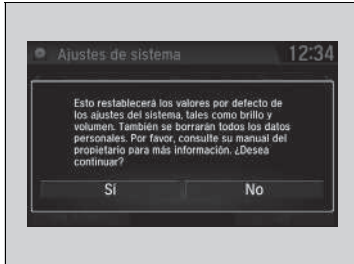 Ajustes de sistema
12:34
Esto restablecerá los valores por defecto de
los ajustes del sistema, tales como brillo y
volumen. También se borrarán todos los datos
personales. Por favor, consulte su manual del
propietario para más información. ¿Desea
continuar?
Sí
No